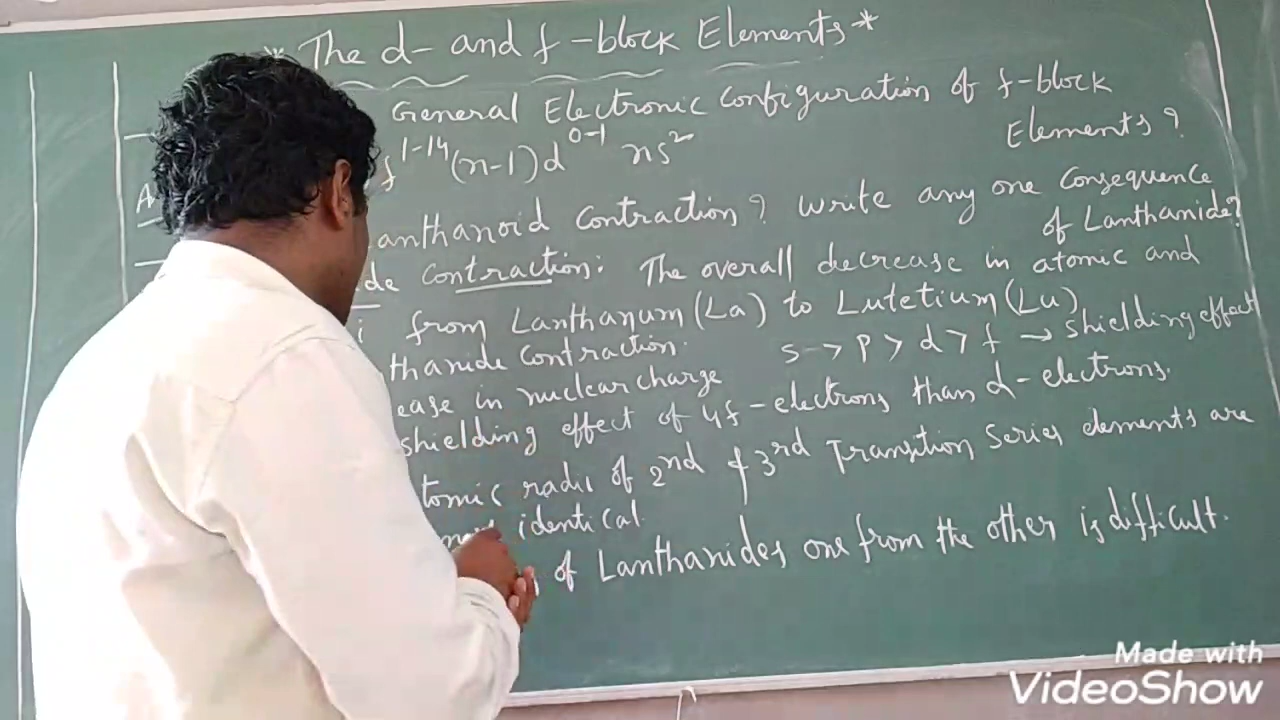 * The d- and f-block Elements *
General Electronic Configuration of f-block
Elements?
f 1-14 (n-1)d 0-1 ns2
anthanoid Contraction? Write any one Consequence
of Lanthanide?
de Contraction: The overall decrease in atomic and
i from Lanthanum(La) to Lutetium(Lu)
thanide Contraction.
s -> p > d > f → shielding effect
ease in nuclear charge
shielding effect of 4f-electrons than d-electrons.
tomic radii of 2nd & 3rd Transition Series elements are
identical.
of Lanthanides one from the other is difficult.
Made with
VideoShow